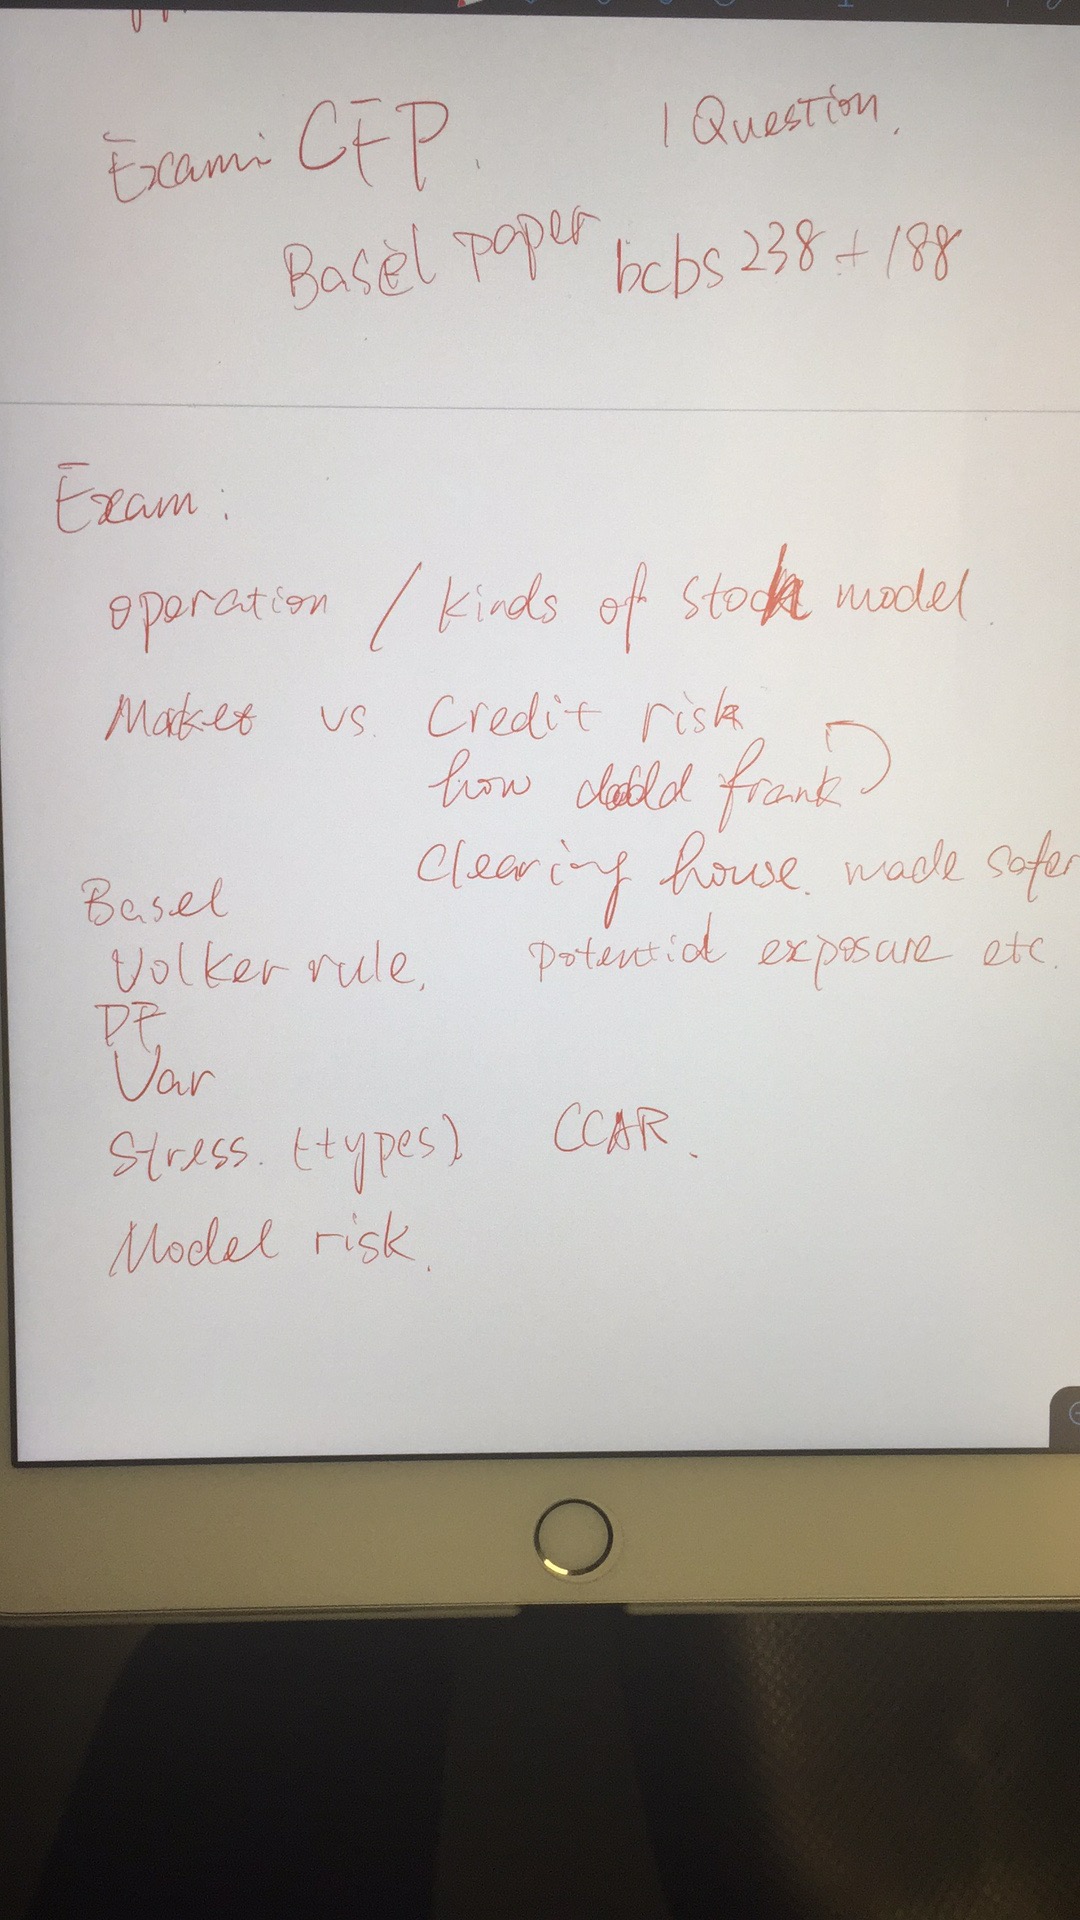 Exam: CFP. 1 Question.
Basel paper bcbs 238 + 188
Exam:
operation / kinds of stock model.
Market vs. Credit risk
how dodd frank
Clearing house. made safer
Basel
Volker rule. potential exposure etc.
DF
Var
Stress. (types) CCAR.
Model risk.